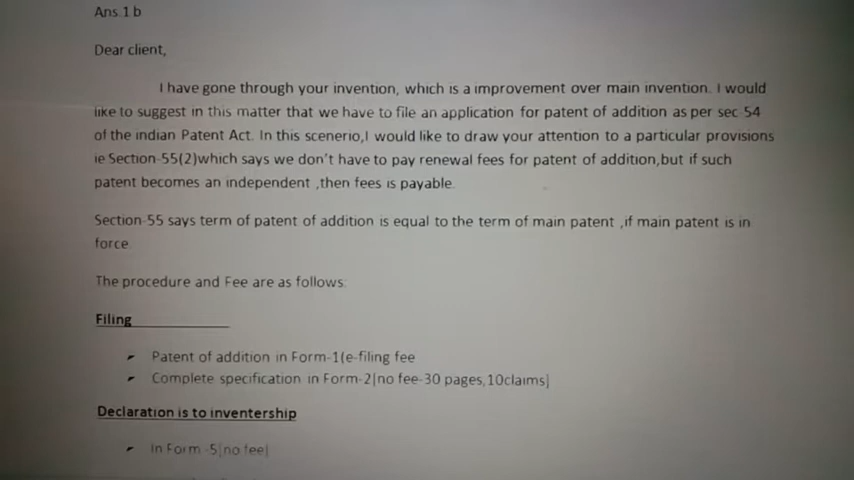 Ans 1 b
Dear client,
I have gone through your invention, which is a improvement over main invention. I would
like to suggest in this matter that we have to file an application for patent of addition as per sec 54
of the indian Patent Act. In this scenerio,I would like to draw your attention to a particular provisions
ie Section-55(2)which says we don't have to pay renewal fees for patent of addition,but if such
patent becomes an independent ,then fees is payable.
Section-55 says term of patent of addition is equal to the term of main patent ,if main patent is in
force
The procedure and Fee are as follows:
Filing
Patent of addition in Form-1(e-filing fee
Complete specification in Form-2[no fee-30 pages,10claims]
Declaration is to inventership
In Form -5[no fee]